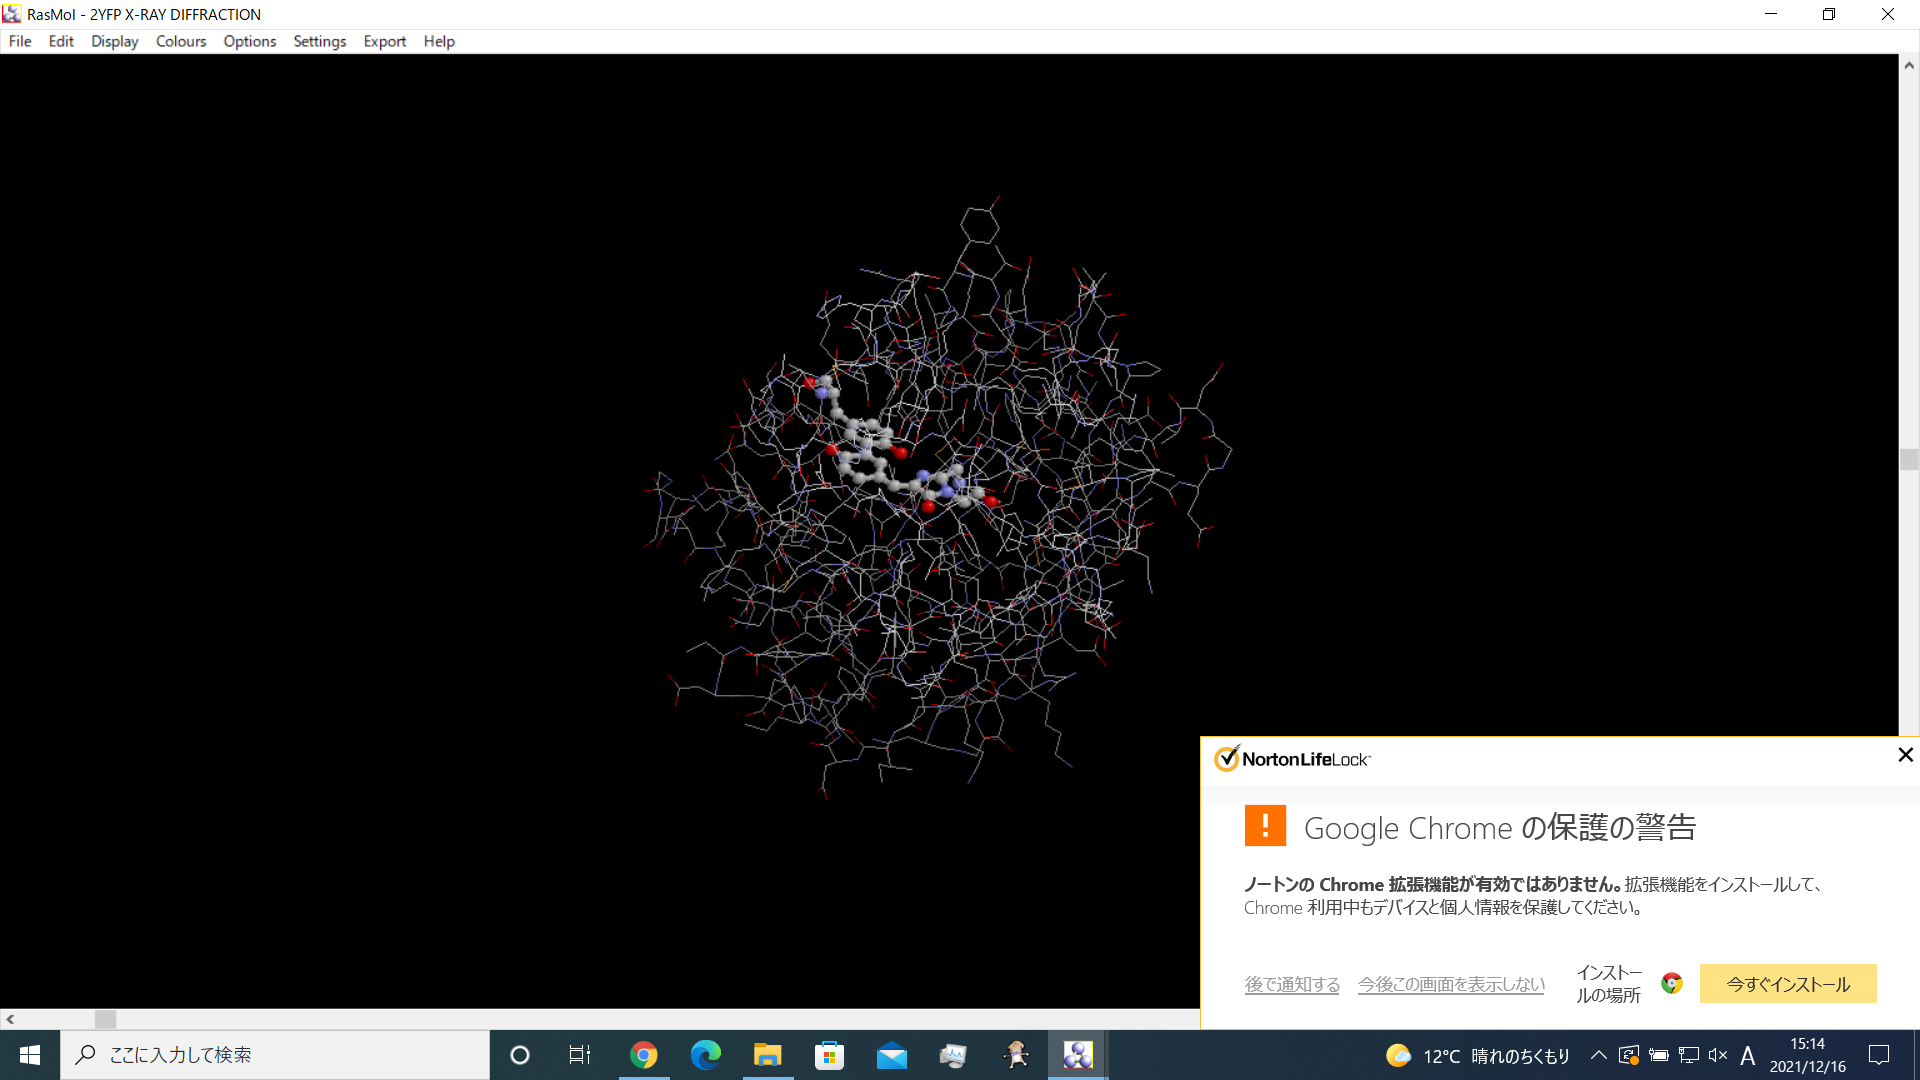 RasMol - 2YFP X-RAY DIFFRACTION
File Edit Display Colours Options Settings Export Help
NortonLifeLock
! Google Chrome の保護の警告
ノートンの Chrome 拡張機能が有効ではありません。拡張機能をインストールして、
Chrome 利用中もデバイスと個人情報を保護してください。
後で通知する 今後この画面を表示しない
インストー
ルの場所
今すぐインストール
ここに入力して検索
12°C 晴れのちくもり
A
15:14
2021/12/16